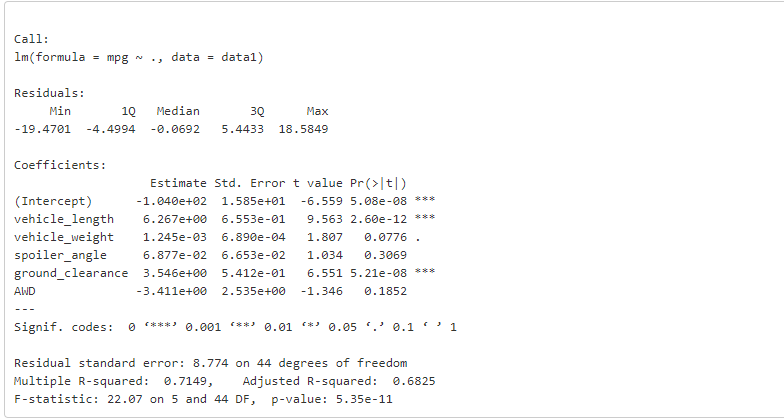 Call:
lm(formula = mpg ~ ., data = data1)
Residuals:
     Min       1Q   Median       3Q      Max
-19.4701  -4.4994  -0.0692   5.4433  18.5849
Coefficients:
                   Estimate Std. Error t value Pr(>|t|)
(Intercept)      -1.040e+02  1.585e+01  -6.559 5.08e-08 ***
vehicle_length    6.267e+00  6.553e-01   9.563 2.60e-12 ***
vehicle_weight    1.245e-03  6.890e-04   1.807   0.0776 .
spoiler_angle     6.877e-02  6.653e-02   1.034   0.3069
ground_clearance  3.546e+00  5.412e-01   6.551 5.21e-08 ***
AWD              -3.411e+00  2.535e+00  -1.346   0.1852
---
Signif. codes:  0 ‘***’ 0.001 ‘**’ 0.01 ‘*’ 0.05 ‘.’ 0.1 ‘ ’ 1
Residual standard error: 8.774 on 44 degrees of freedom
Multiple R-squared:  0.7149,    Adjusted R-squared:  0.6825
F-statistic: 22.07 on 5 and 44 DF,  p-value: 5.35e-11